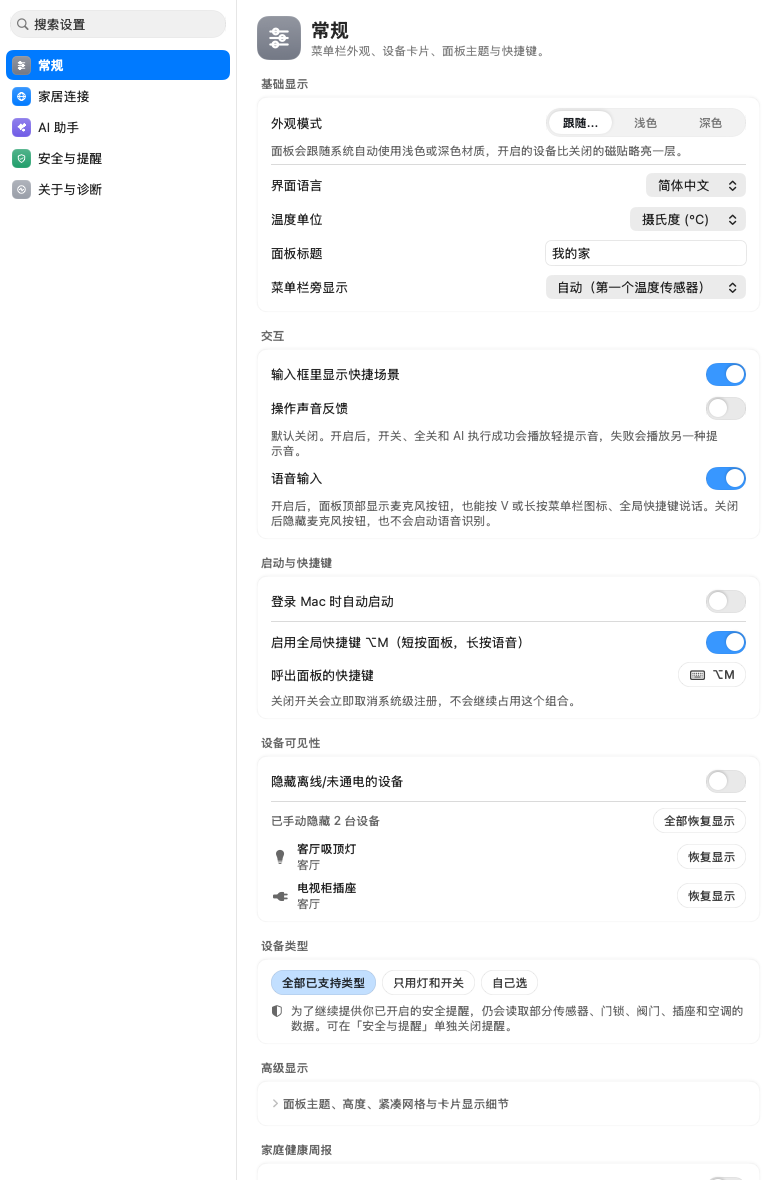 搜索设置
常规
家居连接
AI 助手
安全与提醒
关于与诊断
常规
菜单栏外观、设备卡片、面板主题与快捷键。
基础显示
外观模式
跟随… 浅色 深色
面板会跟随系统自动使用浅色或深色材质，开启的设备比关闭的磁贴略亮一层。
界面语言 简体中文
温度单位 摄氏度 (°C)
面板标题 我的家
菜单栏旁显示 自动（第一个温度传感器）
交互
输入框里显示快捷场景
操作声音反馈
默认关闭。开启后，开关、全关和 AI 执行成功会播放轻提示音，失败会播放另一种提
示音。
语音输入
开启后，面板顶部显示麦克风按钮，也能按 V 或长按菜单栏图标、全局快捷键说话。关闭
后隐藏麦克风按钮，也不会启动语音识别。
启动与快捷键
登录 Mac 时自动启动
启用全局快捷键 ⌥M（短按面板，长按语音）
呼出面板的快捷键 ⌥M
关闭开关会立即取消系统级注册，不会继续占用这个组合。
设备可见性
隐藏离线/未通电的设备
已手动隐藏 2 台设备 全部恢复显示
客厅吸顶灯
客厅
恢复显示
电视柜插座
客厅
恢复显示
设备类型
全部已支持类型 只用灯和开关 自己选
为了继续提供你已开启的安全提醒，仍会读取部分传感器、门锁、阀门、插座和空调的
数据。可在「安全与提醒」单独关闭提醒。
高级显示
面板主题、高度、紧凑网格与卡片显示细节
家庭健康周报